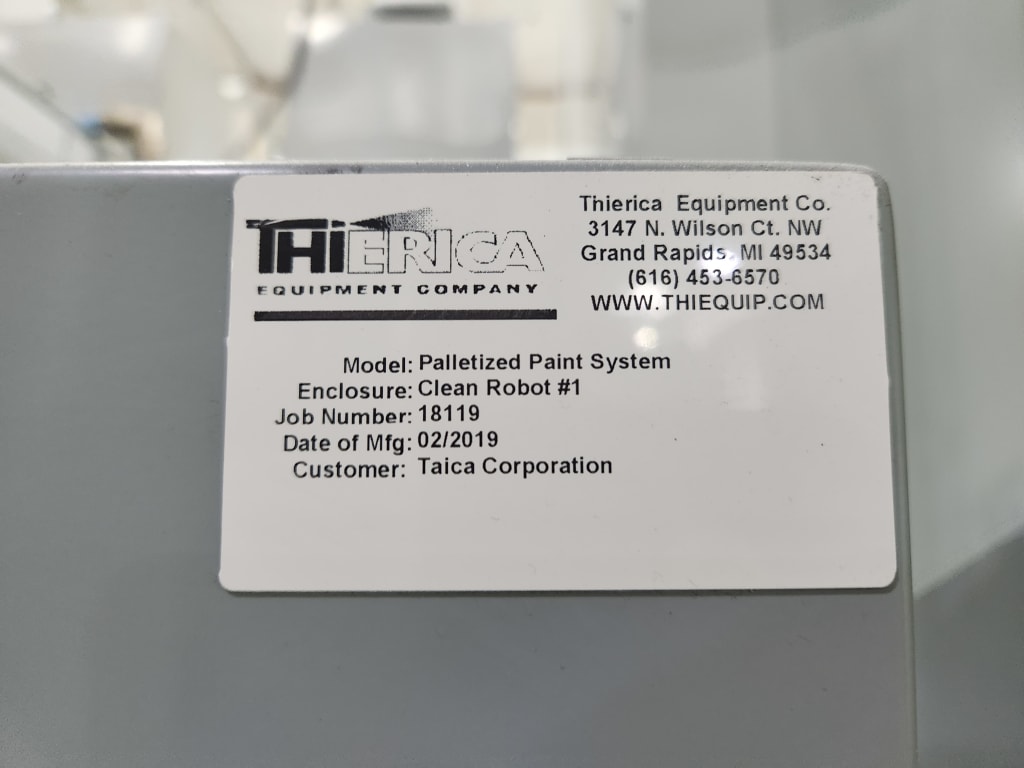 THIERICA
EQUIPMENT COMPANY
Thierica Equipment Co.
3147 N. Wilson Ct. NW
Grand Rapids, MI 49534
(616) 453-6570
WWW.THIEQUIP.COM
Model: Palletized Paint System
Enclosure: Clean Robot #1
Job Number: 18119
Date of Mfg: 02/2019
Customer: Taica Corporation